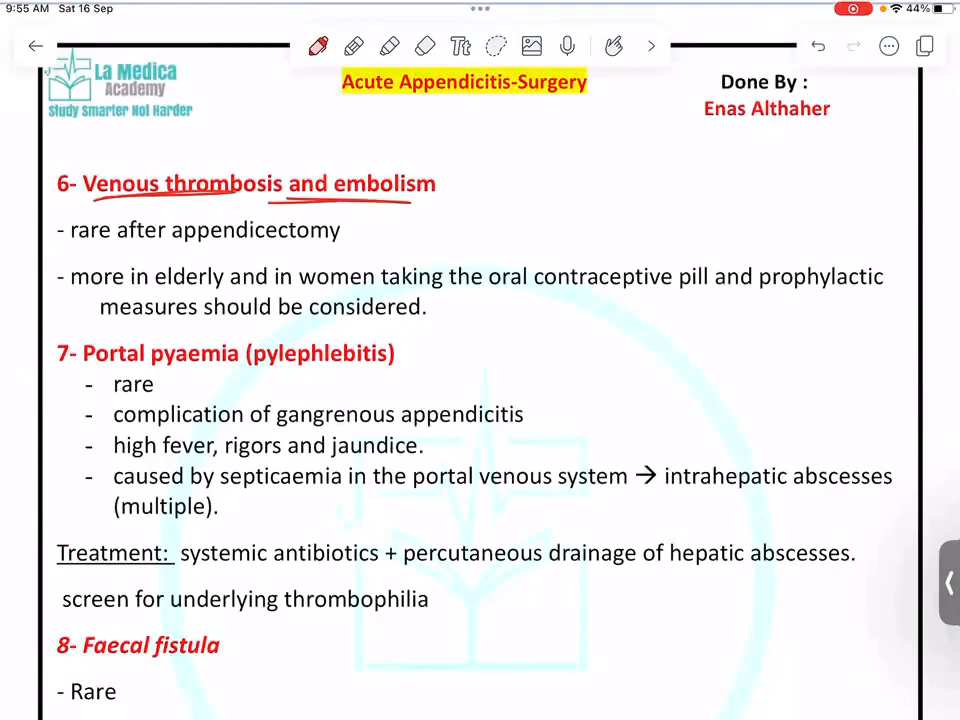 9:55 AM Sat 16 Sep
44%
Tt
La Medica
Academy
Study Smarter Not Harder
Acute Appendicitis-Surgery
Done By :
Enas Althaher
6- Venous thrombosis and embolism
- rare after appendicectomy
- more in elderly and in women taking the oral contraceptive pill and prophylactic
measures should be considered.
7- Portal pyaemia (pylephlebitis)
- rare
- complication of gangrenous appendicitis
- high fever, rigors and jaundice.
- caused by septicaemia in the portal venous system → intrahepatic abscesses
(multiple).
Treatment: systemic antibiotics + percutaneous drainage of hepatic abscesses.
screen for underlying thrombophilia
8- Faecal fistula
- Rare